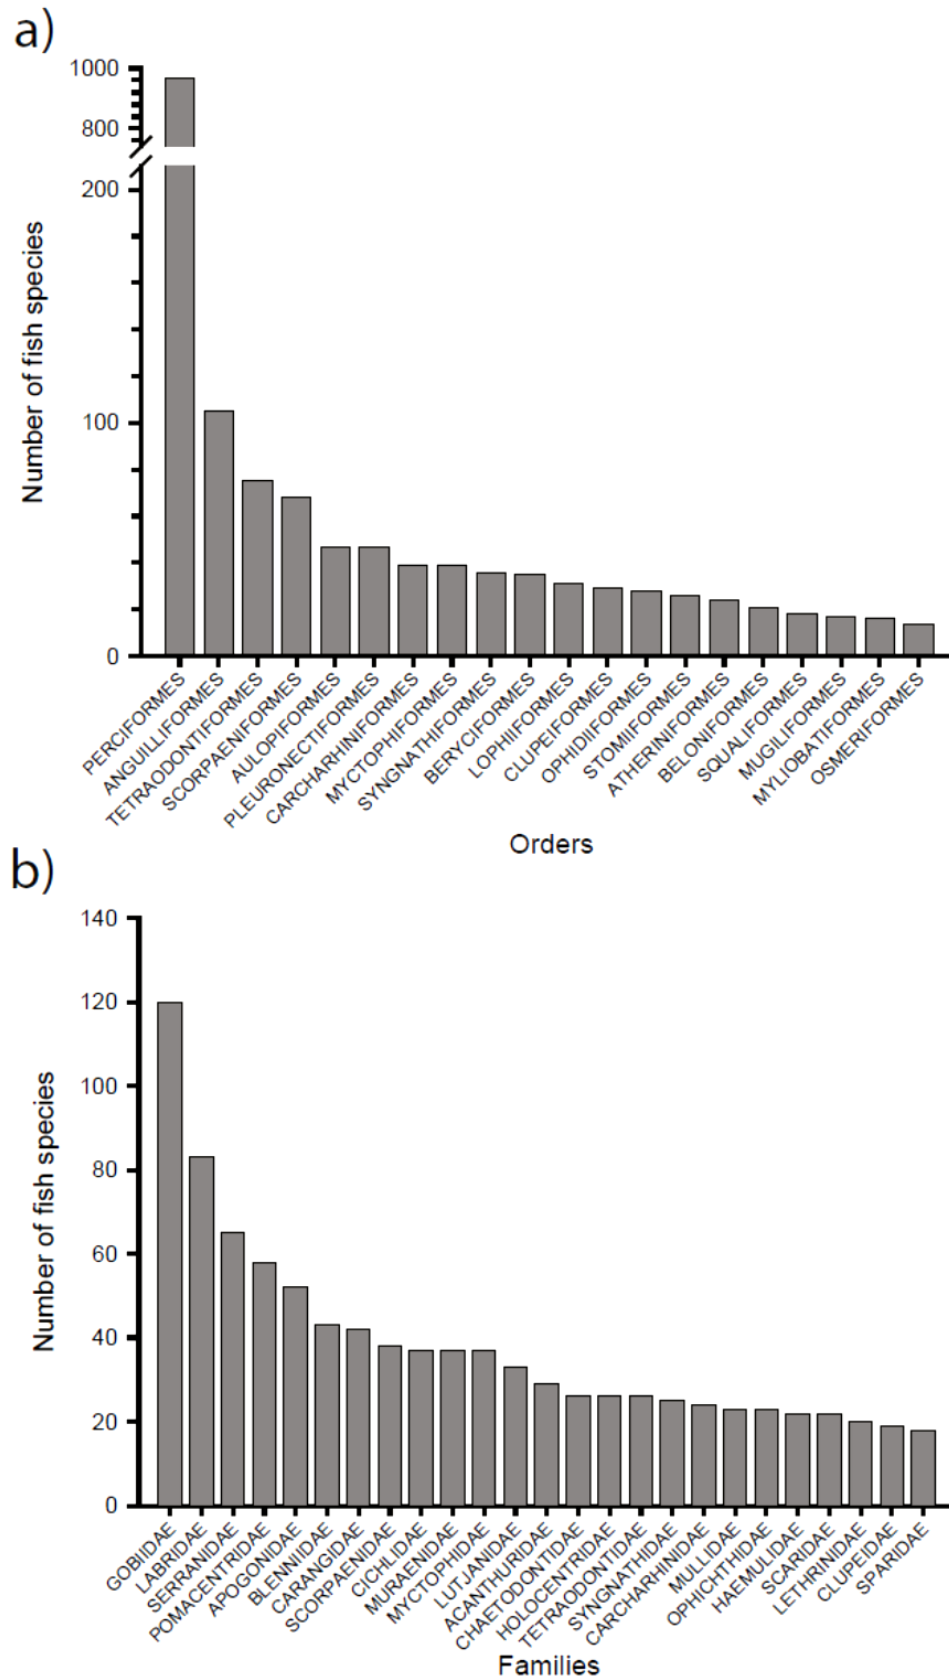 a)
1000
800
200
100
0
Number of fish species
PERCIFORMES
ANGUILLIFORMES
TETRAODONTIFORMES
SCORPAENIFORMES
AULOPIFORMES
PLEURONECTIFORMES
CARCHARHINIFORMES
MYCTOPHIFORMES
SYNGNATHIFORMES
BERYCIFORMES
LOPHIIFORMES
CLUPEIFORMES
OPHIDIIFORMES
STOMIIFORMES
ATHERINIFORMES
BELONIFORMES
SQUALIFORMES
MUGILIFORMES
MYLIOBATIFORMES
OSMERIFORMES
Orders
b)
140
120
100
80
60
40
20
0
Number of fish species
GOBIIDAE
LABRIDAE
SERRANIDAE
POMACENTRIDAE
APOGONIDAE
BLENNIIDAE
CARANGIDAE
SCORPAENIDAE
CICHLIDAE
MURAENIDAE
MYCTOPHIDAE
LUTJANIDAE
ACANTHURIDAE
CHAETODONTIDAE
HOLOCENTRIDAE
TETRAODONTIDAE
SYNGNATHIDAE
CARCHARHINIDAE
MULLIDAE
OPHICHTHIDAE
HAEMULIDAE
SCARIDAE
LETHRINIDAE
CLUPEIDAE
SPARIDAE
Families